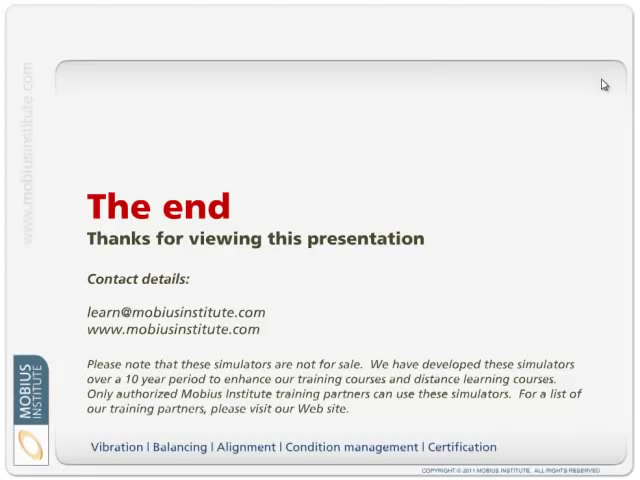 www.mobiusinstitute.com
The end
Thanks for viewing this presentation
Contact details:
learn@mobiusinstitute.com
www.mobiusinstitute.com
Please note that these simulators are not for sale.  We have developed these simulators
over a 10 year period to enhance our training courses and distance learning courses.
Only authorized Mobius Institute training partners can use these simulators.  For a list of
our training partners, please visit our Web site.
MOBIUS
INSTITUTE
Vibration | Balancing | Alignment | Condition management | Certification
COPYRIGHT © 2011 MOBIUS INSTITUTE.  ALL RIGHTS RESERVED